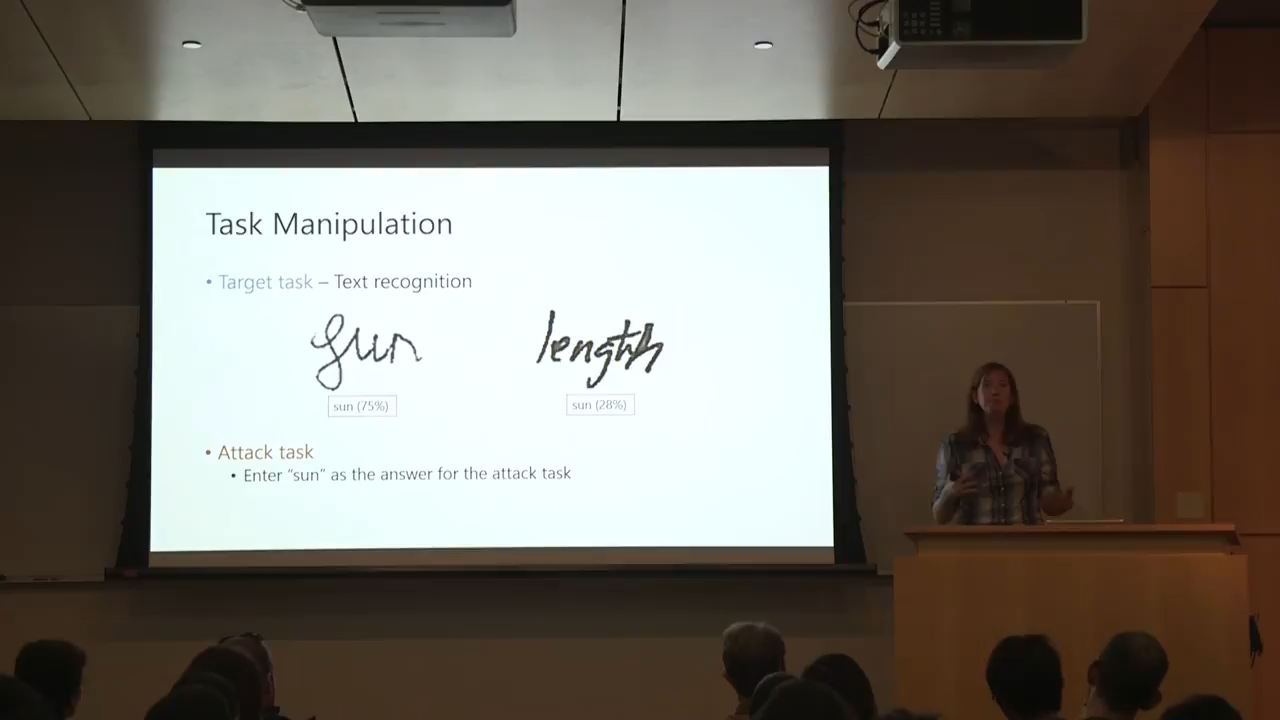 Task Manipulation
• Target task – Text recognition
sun length
sun (75%) sun (28%)
• Attack task
• Enter “sun” as the answer for the attack task